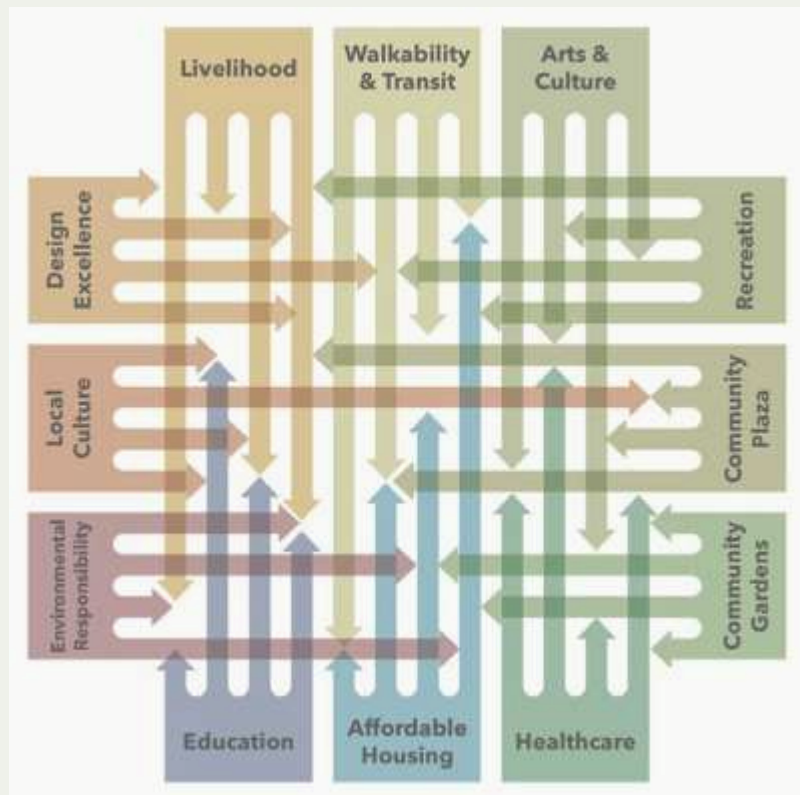 Livelihood
Walkability
& Transit
Arts &
Culture
Design
Excellence
Recreation
Local
Culture
Community
Plaza
Environmental
Responsibility
Community
Gardens
Education
Affordable
Housing
Healthcare